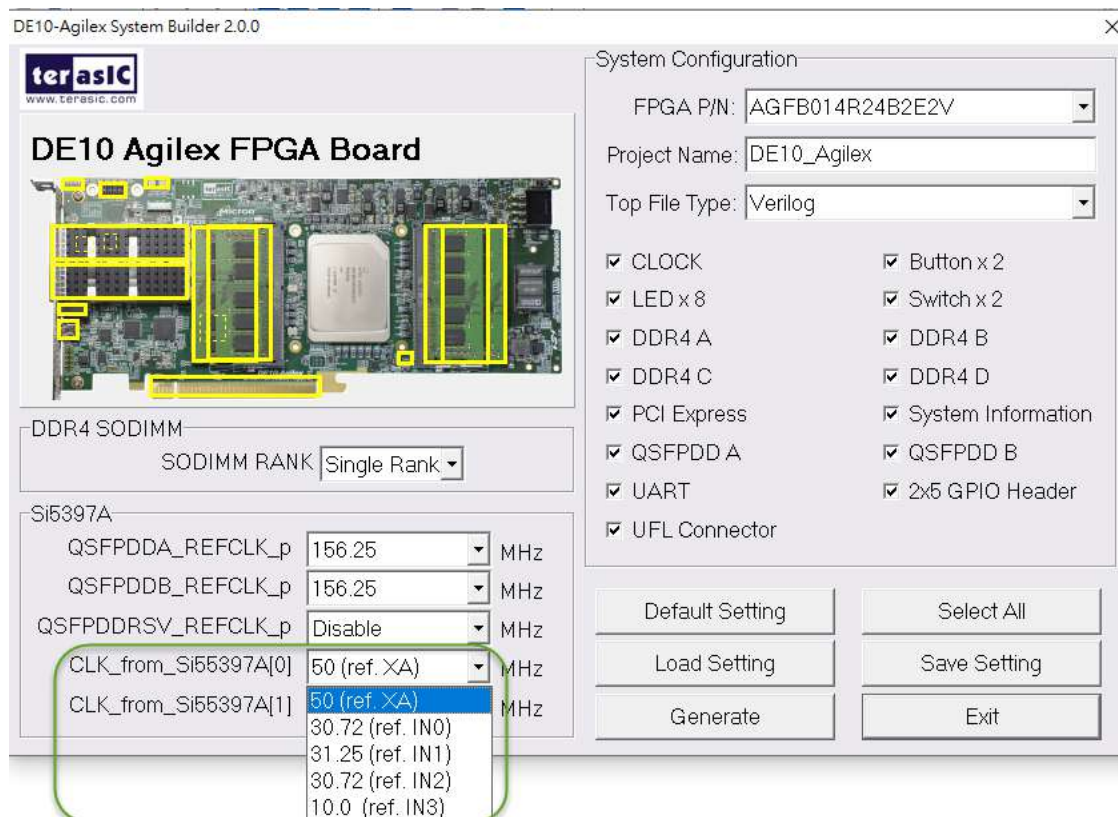 DE10-Agilex System Builder 2.0.0
terasIC
www.terasic.com
DE10 Agilex FPGA Board
DDR4 SODIMM
SODIMM RANK Single Rank
Si5397A
QSFPDDA_REFCLK_p 156.25 MHz
QSFPDDB_REFCLK_p 156.25 MHz
QSFPDDRSV_REFCLK_p Disable MHz
CLK_from_Si55397A[0] 50 (ref. XA) MHz
CLK_from_Si55397A[1] MHz
50 (ref. XA)
30.72 (ref. IN0)
31.25 (ref. IN1)
30.72 (ref. IN2)
10.0 (ref. IN3)
System Configuration
FPGA P/N: AGFB014R24B2E2V
Project Name: DE10_Agilex
Top File Type: Verilog
CLOCK Button x 2
LED x 8 Switch x 2
DDR4 A DDR4 B
DDR4 C DDR4 D
PCI Express System Information
QSFPDD A QSFPDD B
UART 2x5 GPIO Header
UFL Connector
Default Setting Select All
Load Setting Save Setting
Generate Exit